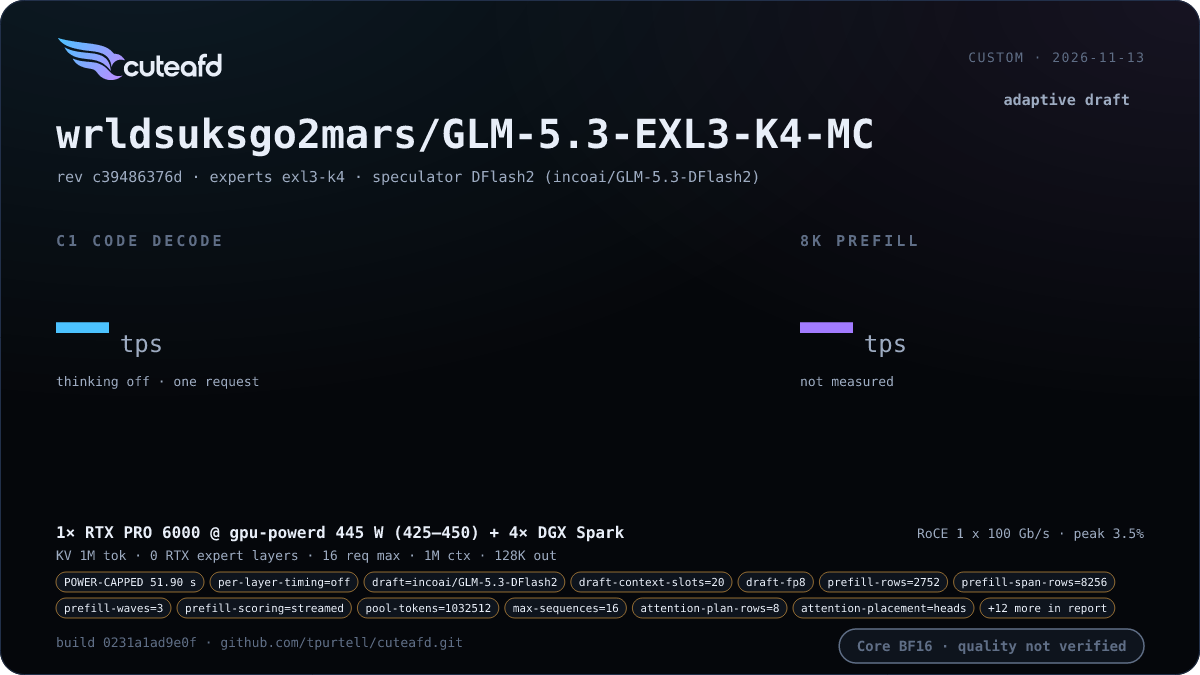 cuteafd
CUSTOM · 2026-11-13
adaptive draft
wrldsuksgo2mars/GLM-5.3-EXL3-K4-MC
rev c39486376d · experts exl3-k4 · speculator DFlash2 (incoai/GLM-5.3-DFlash2)
C1 CODE DECODE
8K PREFILL
tps
tps
thinking off · one request
not measured
1× RTX PRO 6000 @ gpu-powerd 445 W (425–450) + 4× DGX Spark
RoCE 1 x 100 Gb/s · peak 3.5%
KV 1M tok · 0 RTX expert layers · 16 req max · 1M ctx · 128K out
POWER-CAPPED 51.90 s per-layer-timing=off draft=incoai/GLM-5.3-DFlash2 draft-context-slots=20 draft-fp8 prefill-rows=2752 prefill-span-rows=8256
prefill-waves=3 prefill-scoring=streamed pool-tokens=1032512 max-sequences=16 attention-plan-rows=8 attention-placement=heads +12 more in report
build 0231a1ad9e0f · github.com/tpurtell/cuteafd.git
Core BF16 · quality not verified